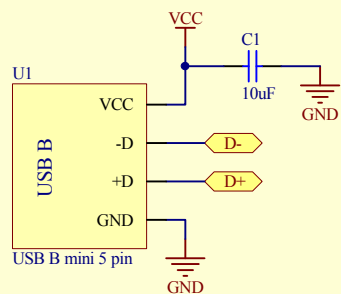 VCC
C1
10uF
GND
U1
VCC
-D
D-
+D
D+
GND
USB B
USB B mini 5 pin
GND